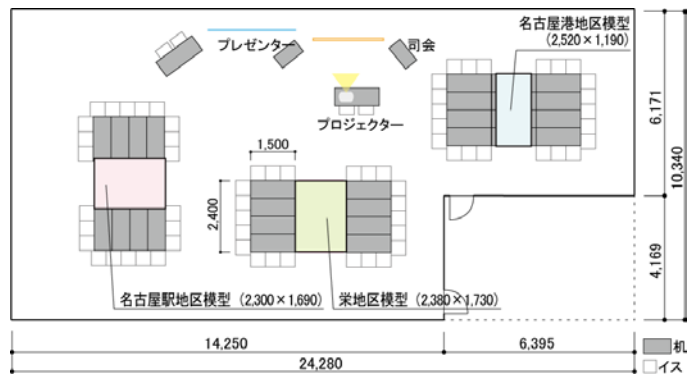 名古屋港地区模型
(2,520×1,190)
プレゼンター
司会
プロジェクター
1,500
2,400
6,171
10,340
4,169
名古屋駅地区模型 (2,300×1,690)
栄地区模型 (2,380×1,730)
14,250
6,395
24,280
机
イス